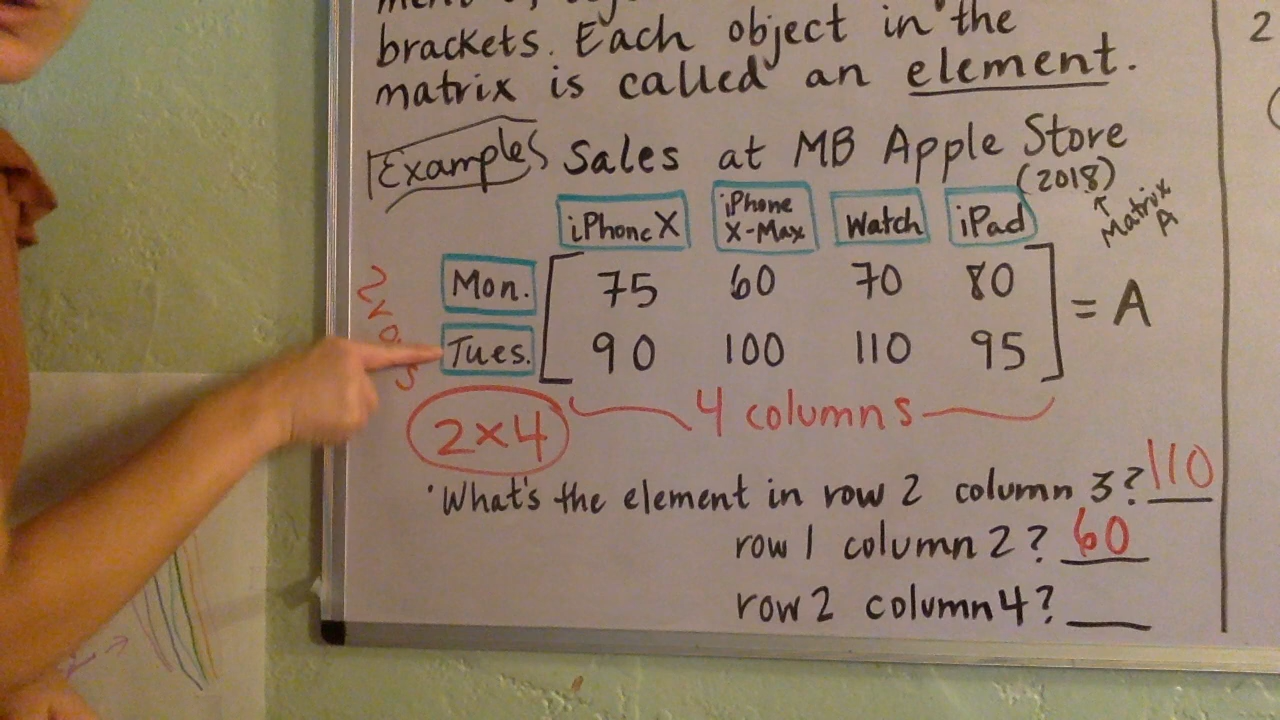 brackets. Each object in the
matrix is called an element.
Examples Sales at MB Apple Store
(2018)
↑
Matrix
A
iPhone X iPhone X-Max Watch iPad
Mon. 75 60 70 80
Tues. 90 100 110 95
= A
2 rows
2x4 4 columns
·What's the element in row 2 column 3? 110
row 1 column 2? 60
row 2 column 4? __
2